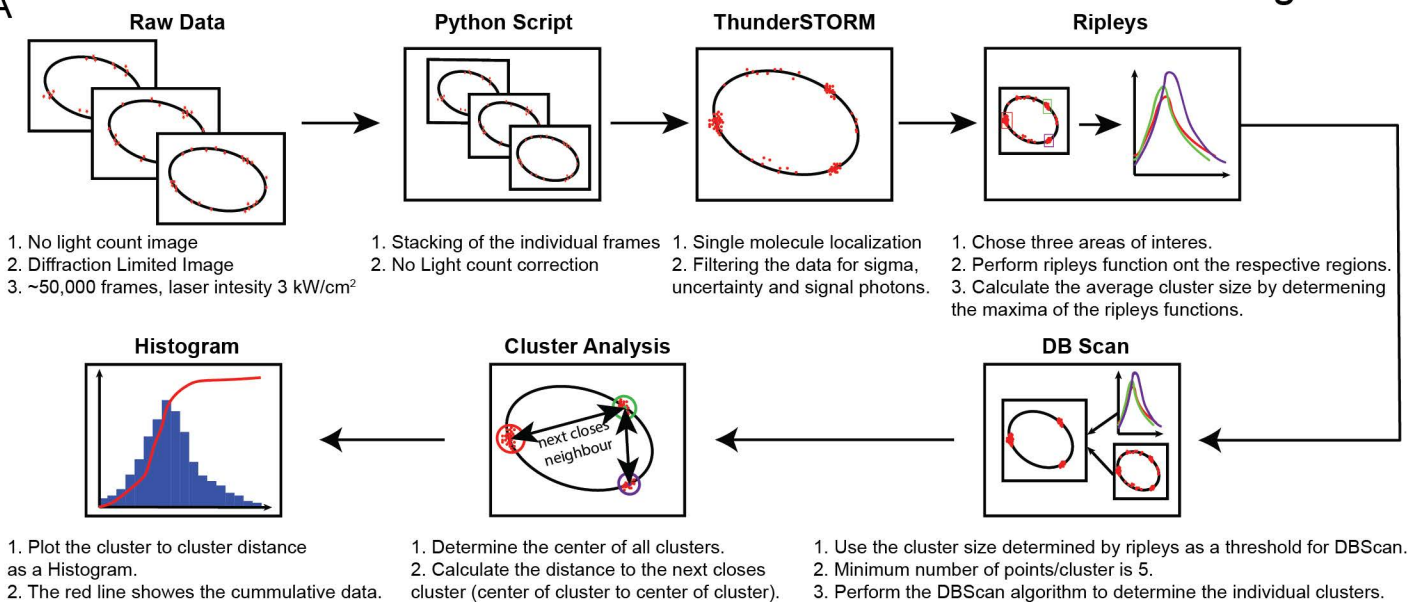 A
Raw Data
Python Script
ThunderSTORM
Ripleys
1. No light count image
2. Diffraction Limited Image
3. ~50,000 frames, laser intesity 3 kW/cm²
1. Stacking of the individual frames
2. No Light count correction
1. Single molecule localization
2. Filtering the data for sigma,
uncertainty and signal photons.
1. Chose three areas of interes.
2. Perform ripleys function ont the respective regions.
3. Calculate the average cluster size by determening
the maxima of the ripleys functions.
Histogram
Cluster Analysis
DB Scan
next closes
neighbour
1. Plot the cluster to cluster distance
as a Histogram.
2. The red line showes the cummulative data.
1. Determine the center of all clusters.
2. Calculate the distance to the next closes
cluster (center of cluster to center of cluster).
1. Use the cluster size determined by ripleys as a threshold for DBScan.
2. Minimum number of points/cluster is 5.
3. Perform the DBScan algorithm to determine the individual clusters.